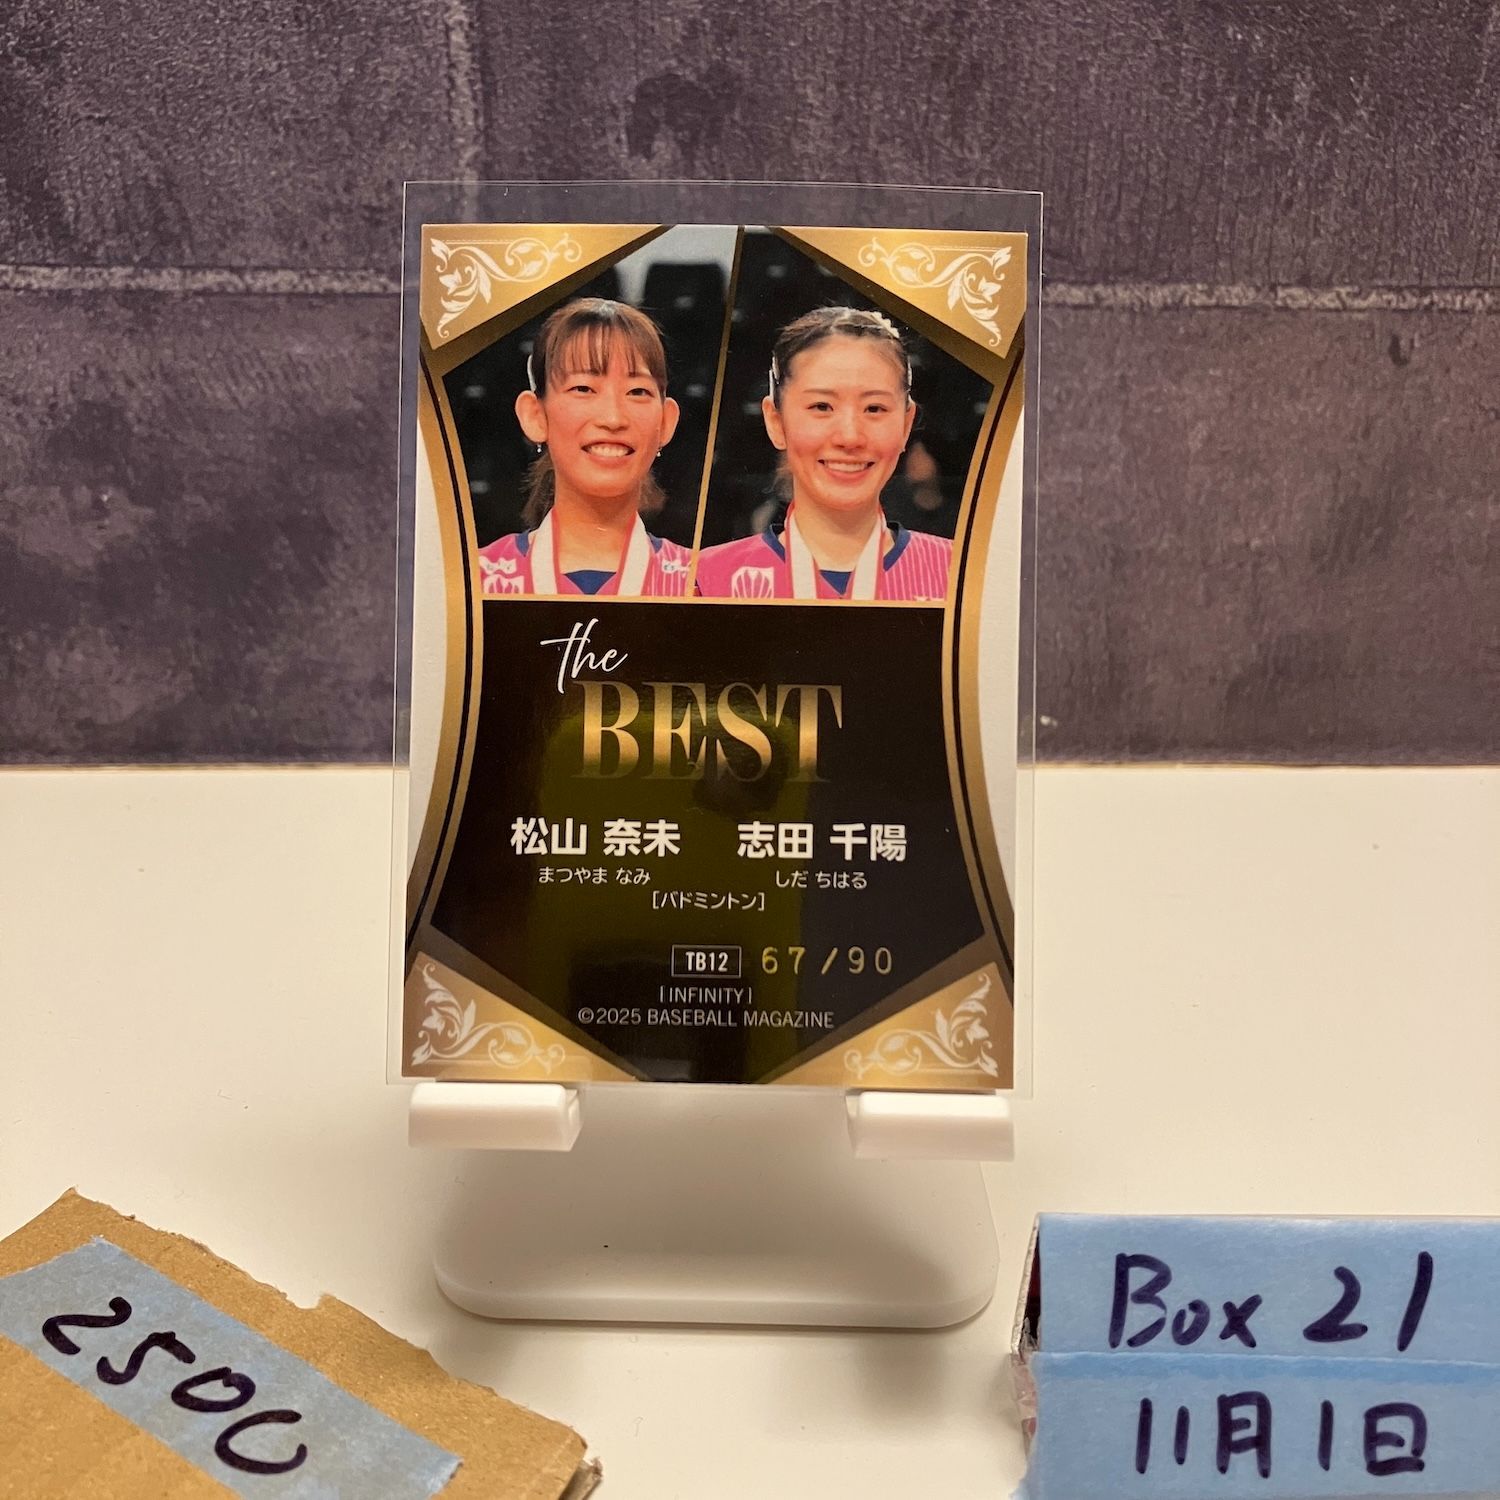 the
BEST
松山 奈未 志田 千陽
まつやま なみ しだ ちはる
[バドミントン]
TB12 67/90
[INFINITY]
©2025 BASEBALL MAGAZINE
2500
Box 21
11月1日